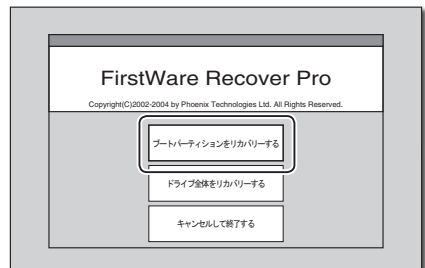 FirstWare Recover Pro
Copyright(C)2002-2004 by Phoenix Technologies Ltd. All Rights Reserved.
ブートパーティションをリカバリーする
ドライブ全体をリカバリーする
キャンセルして終了する